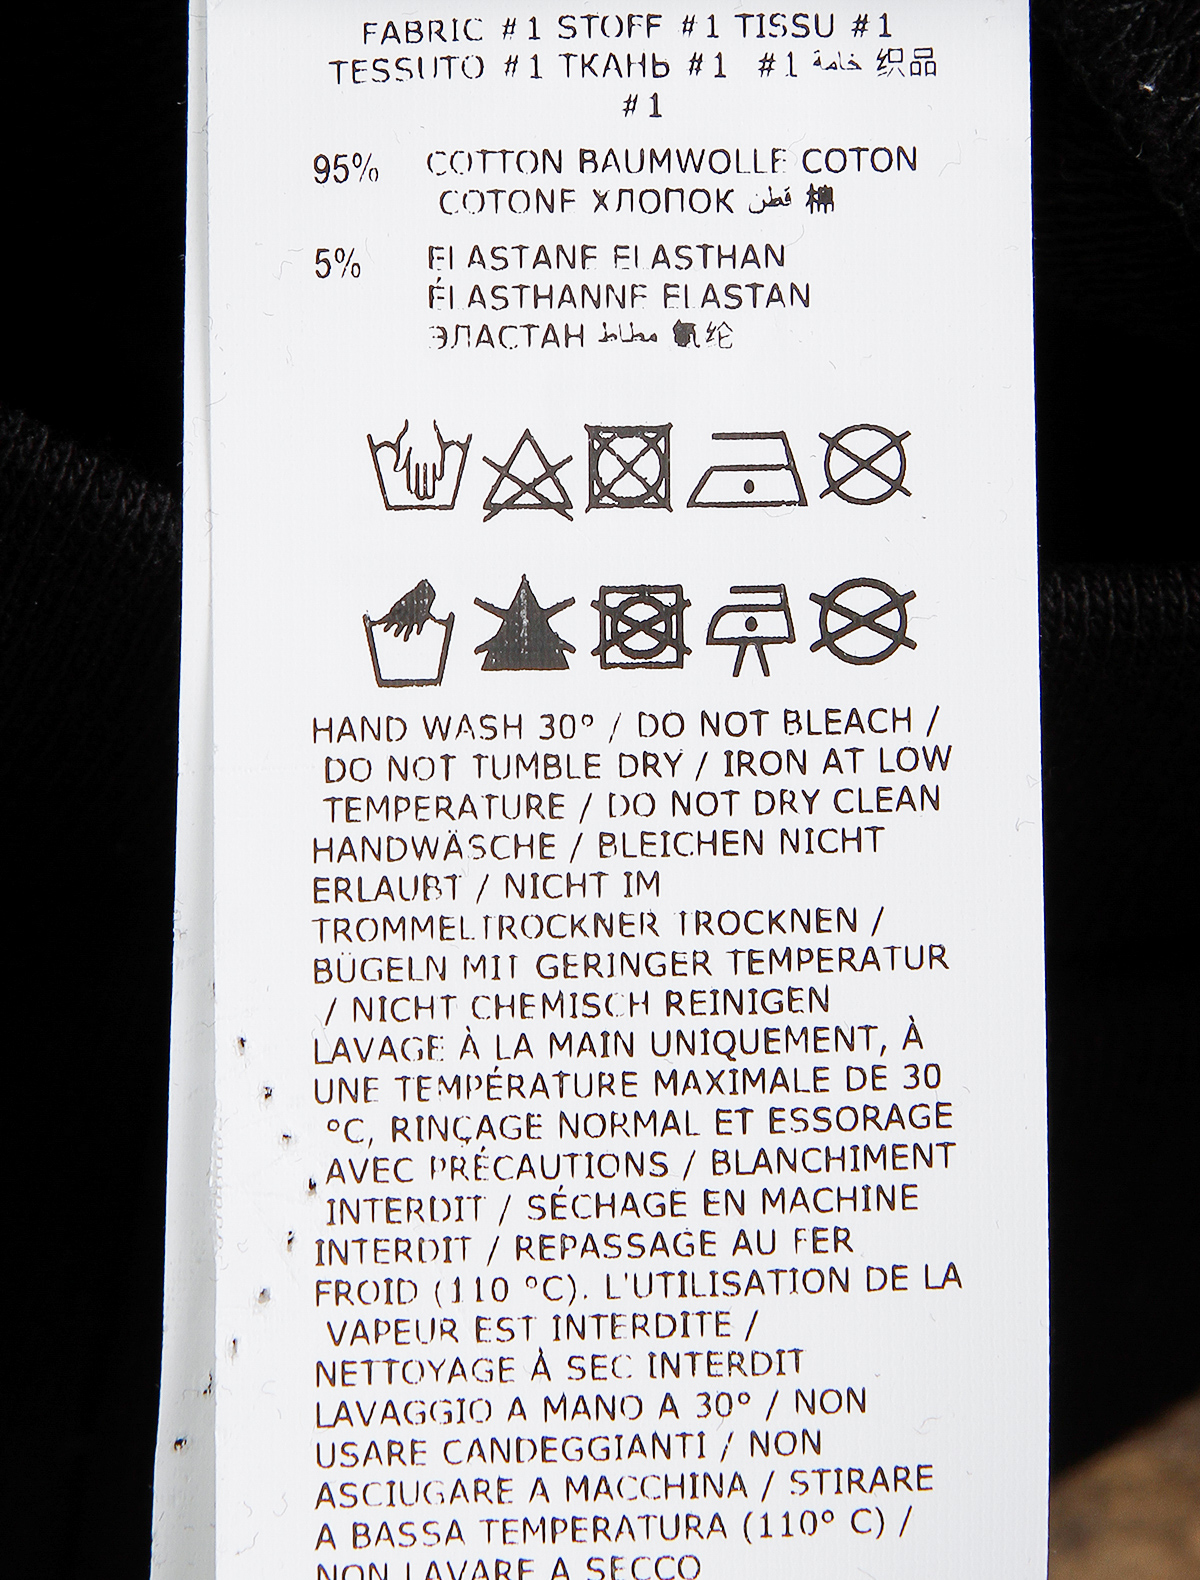 FABRIC #1 STOFF #1 TISSU #1
TESSUTO #1 ТКАНЬ #1 #1 خامة 织品
#1
95% COTTON BAUMWOLLE COTON
COTONE ХЛОПОК قطن 棉
5% ELASTANE ELASTHAN
ÉLASTHANNE ELASTAN
ЭЛАСТАН مطاط 氨纶
HAND WASH 30° / DO NOT BLEACH /
DO NOT TUMBLE DRY / IRON AT LOW
TEMPERATURE / DO NOT DRY CLEAN
HANDWÄSCHE / BLEICHEN NICHT
ERLAUBT / NICHT IM
TROMMELTROCKNER TROCKNEN /
BÜGELN MIT GERINGER TEMPERATUR
/ NICHT CHEMISCH REINIGEN
LAVAGE À LA MAIN UNIQUEMENT, À
UNE TEMPÉRATURE MAXIMALE DE 30
°C, RINÇAGE NORMAL ET ESSORAGE
AVEC PRÉCAUTIONS / BLANCHIMENT
INTERDIT / SÉCHAGE EN MACHINE
INTERDIT / REPASSAGE AU FER
FROID (110 °C). L'UTILISATION DE LA
VAPEUR EST INTERDITE /
NETTOYAGE À SEC INTERDIT
LAVAGGIO A MANO A 30° / NON
USARE CANDEGGIANTI / NON
ASCIUGARE A MACCHINA / STIRARE
A BASSA TEMPERATURA (110° C) /
NON LAVARE A SECCO